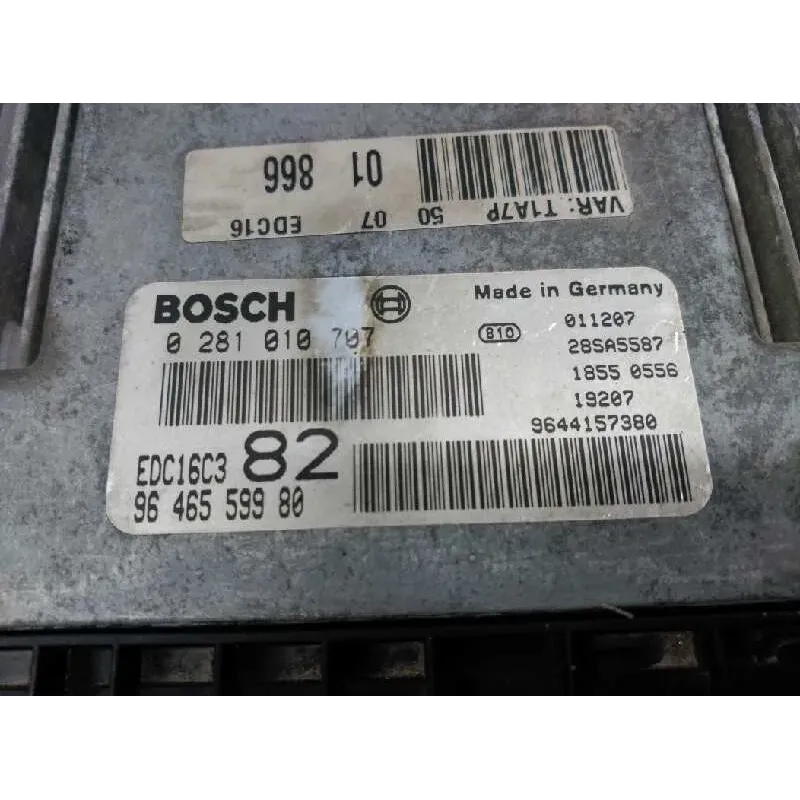 VAR: T1A7P 50 07 EDC16
01 866
BOSCH Made in Germany
0 281 010 707 810 011207
28SA5587
1855 0556
19207
9644157380
EDC16C3 82
96 465 599 80